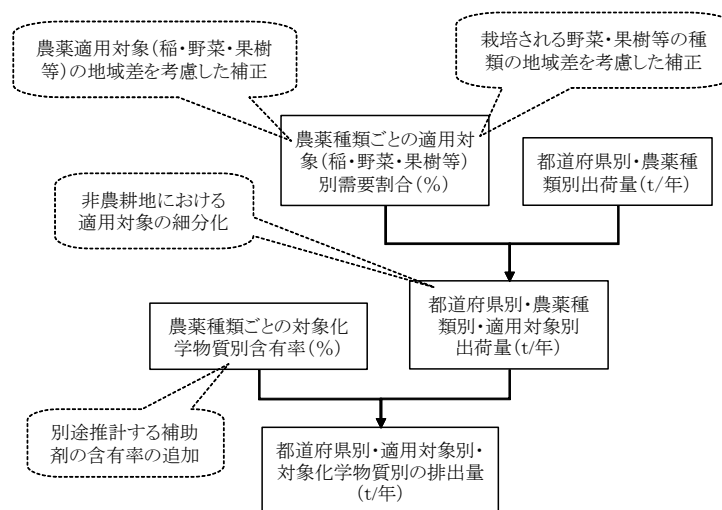 農薬適用対象(稲・野菜・果樹
等)の地域差を考慮した補正
栽培される野菜・果樹等の種
類の地域差を考慮した補正
農薬種類ごとの適用対
象(稲・野菜・果樹等)
別需要割合(%)
都道府県別・農薬種
類別出荷量(t/年)
非農耕地における
適用対象の細分化
農薬種類ごとの対象化
学物質別含有率(%)
都道府県別・農薬種
類別・適用対象別
出荷量(t/年)
別途推計する補助
剤の含有率の追加
都道府県別・適用対象別・
対象化学物質別の排出量
(t/年)